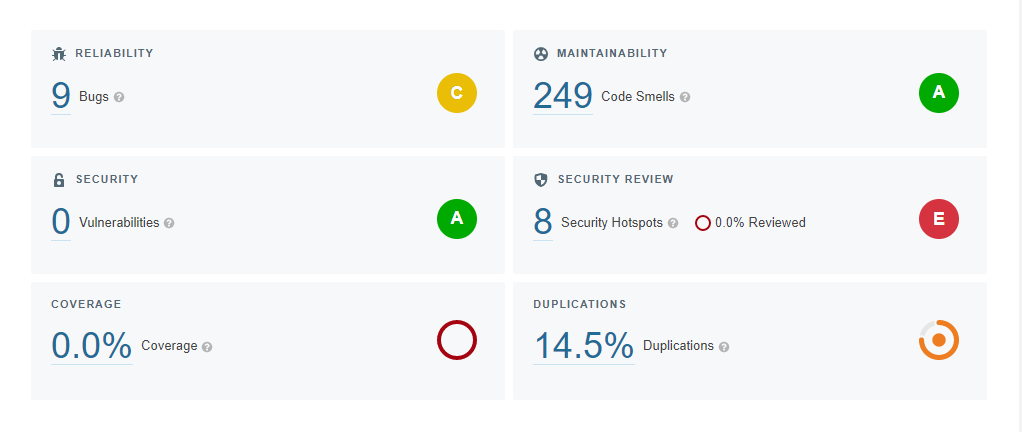 RELIABILITY
9 Bugs ?
C
MAINTAINABILITY
249 Code Smells ?
A
SECURITY
0 Vulnerabilities ?
A
SECURITY REVIEW
8 Security Hotspots ? 0.0% Reviewed
E
COVERAGE
0.0% Coverage ?
DUPLICATIONS
14.5% Duplications ?